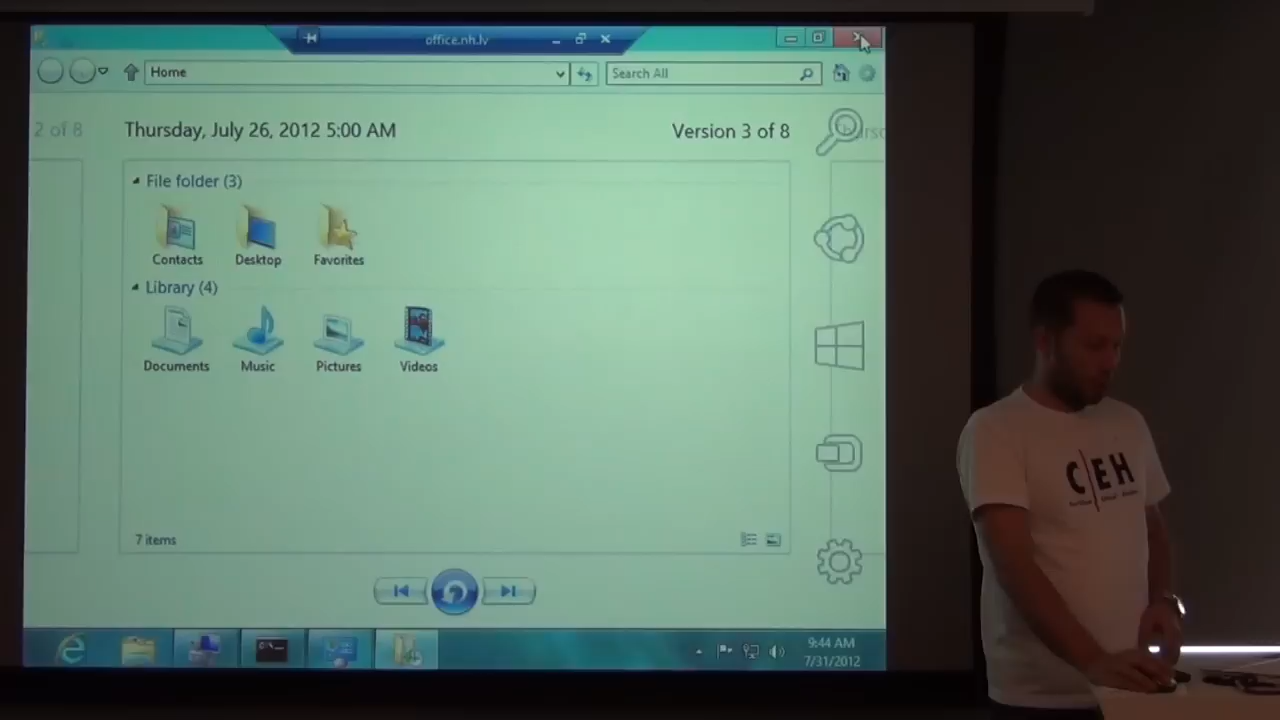 office.nh.lv
Home
Search All
2 of 8
Thursday, July 26, 2012 5:00 AM
Version 3 of 8
File folder (3)
Contacts
Desktop
Favorites
Library (4)
Documents
Music
Pictures
Videos
7 items
9:44 AM
7/31/2012
C|EH